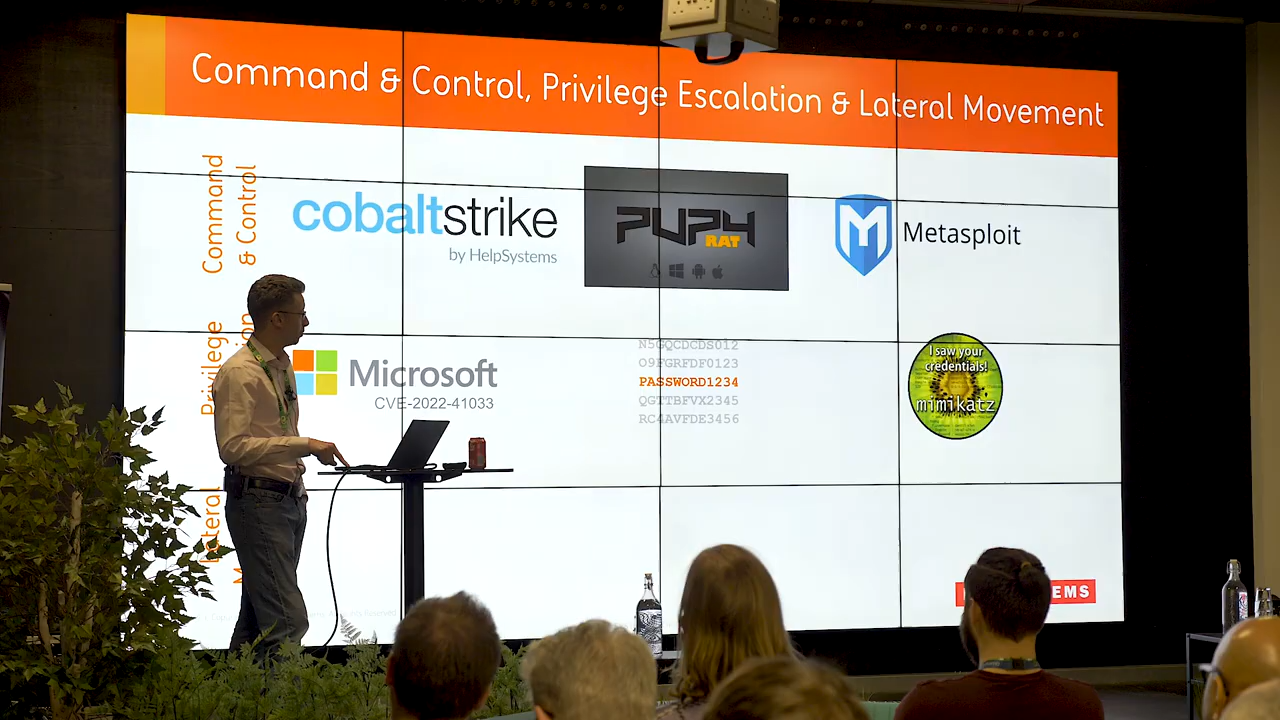 Command & Control, Privilege Escalation & Lateral Movement
Command
& Control
cobaltstrike
by HelpSystems
PUPY
RAT
Metasploit
Privilege
Microsoft
CVE-2022-41033
N5GQCDCDS012
O9FGRFDF0123
PASSWORD1234
QGTTBFVX2345
RC4AVFDE3456
I saw your
credentials!
mimikatz
Lateral